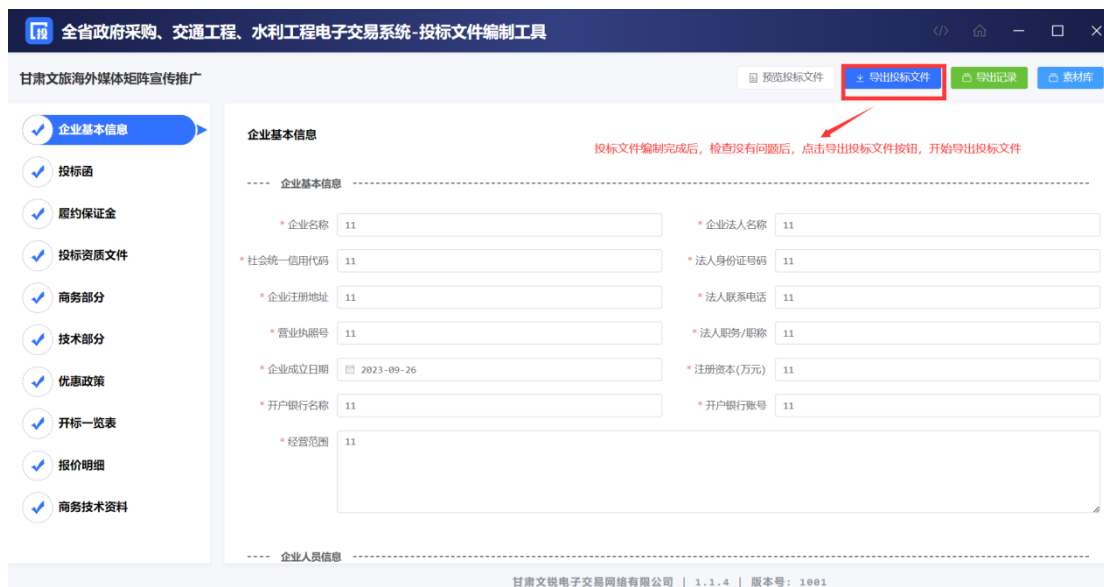 投 全省政府采购、交通工程、水利工程电子交易系统-投标文件编制工具
甘肃文旅海外媒体矩阵宣传推广 预览投标文件 导出投标文件 导出记录 素材库
企业基本信息
投标函
履约保证金
投标资质文件
商务部分
技术部分
优惠政策
开标一览表
报价明细
商务技术资料
企业基本信息
投标文件编制完成后，检查没有问题后，点击导出投标文件按钮，开始导出投标文件
---- 企业基本信息
* 企业名称 11 * 企业法人名称 11
* 社会统一信用代码 11 * 法人身份证号码 11
* 企业注册地址 11 * 法人联系电话 11
* 营业执照号 11 * 法人职务/职称 11
* 企业成立日期 2023-09-26 * 注册资本(万元) 11
* 开户银行名称 11 * 开户银行账号 11
* 经营范围 11
---- 企业人员信息
甘肃文锐电子交易网络有限公司 | 1.1.4 | 版本号: 1001